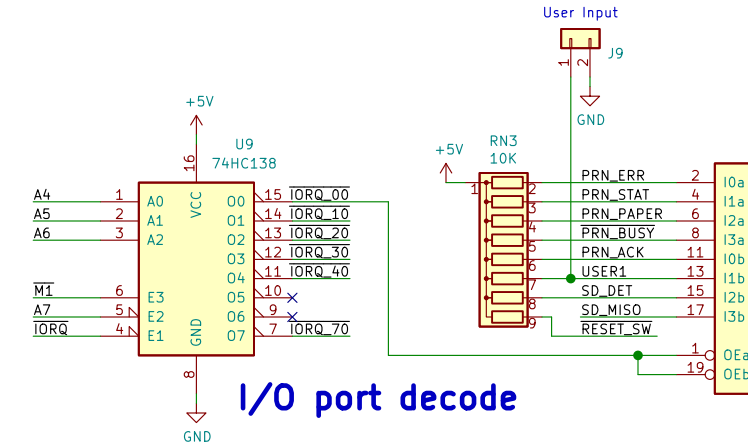 User Input
J9
1
2
GND
+5V
U9
74HC138
16
VCC
A4
1
A0
A5
2
A1
A6
3
A2
M1
6
E3
A7
5
E2
IORQ
4
E1
GND
8
GND
O0
15
IORQ_00
O1
14
IORQ_10
O2
13
IORQ_20
O3
12
IORQ_30
O4
11
IORQ_40
O5
10
O6
9
O7
7
IORQ_70
+5V
RN3
10K
1
2
3
4
5
6
7
8
9
PRN_ERR
2
I0a
PRN_STAT
4
I1a
PRN_PAPER
6
I2a
PRN_BUSY
8
I3a
PRN_ACK
11
I0b
USER1
13
I1b
SD_DET
15
I2b
SD_MISO
17
I3b
RESET_SW
1
OEa
19
OEb
I/O port decode